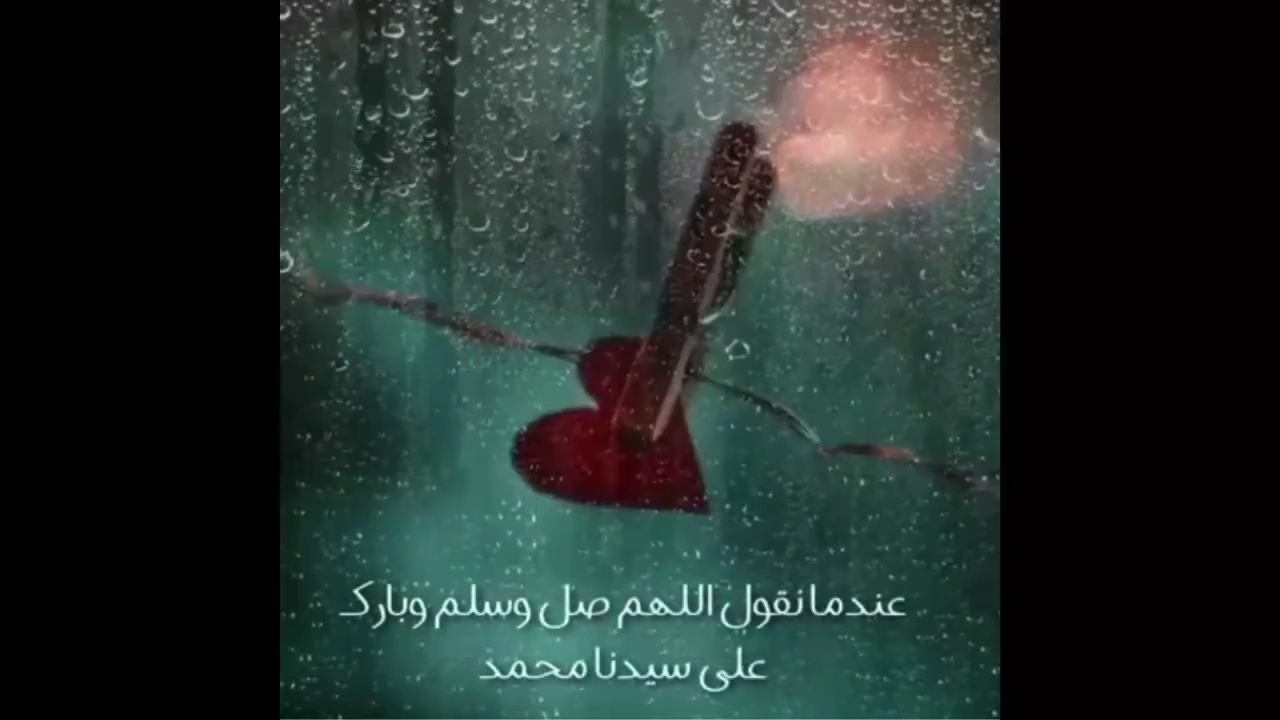 عندما نقول اللهم صل وسلم وبارك
على سيدنا محمد